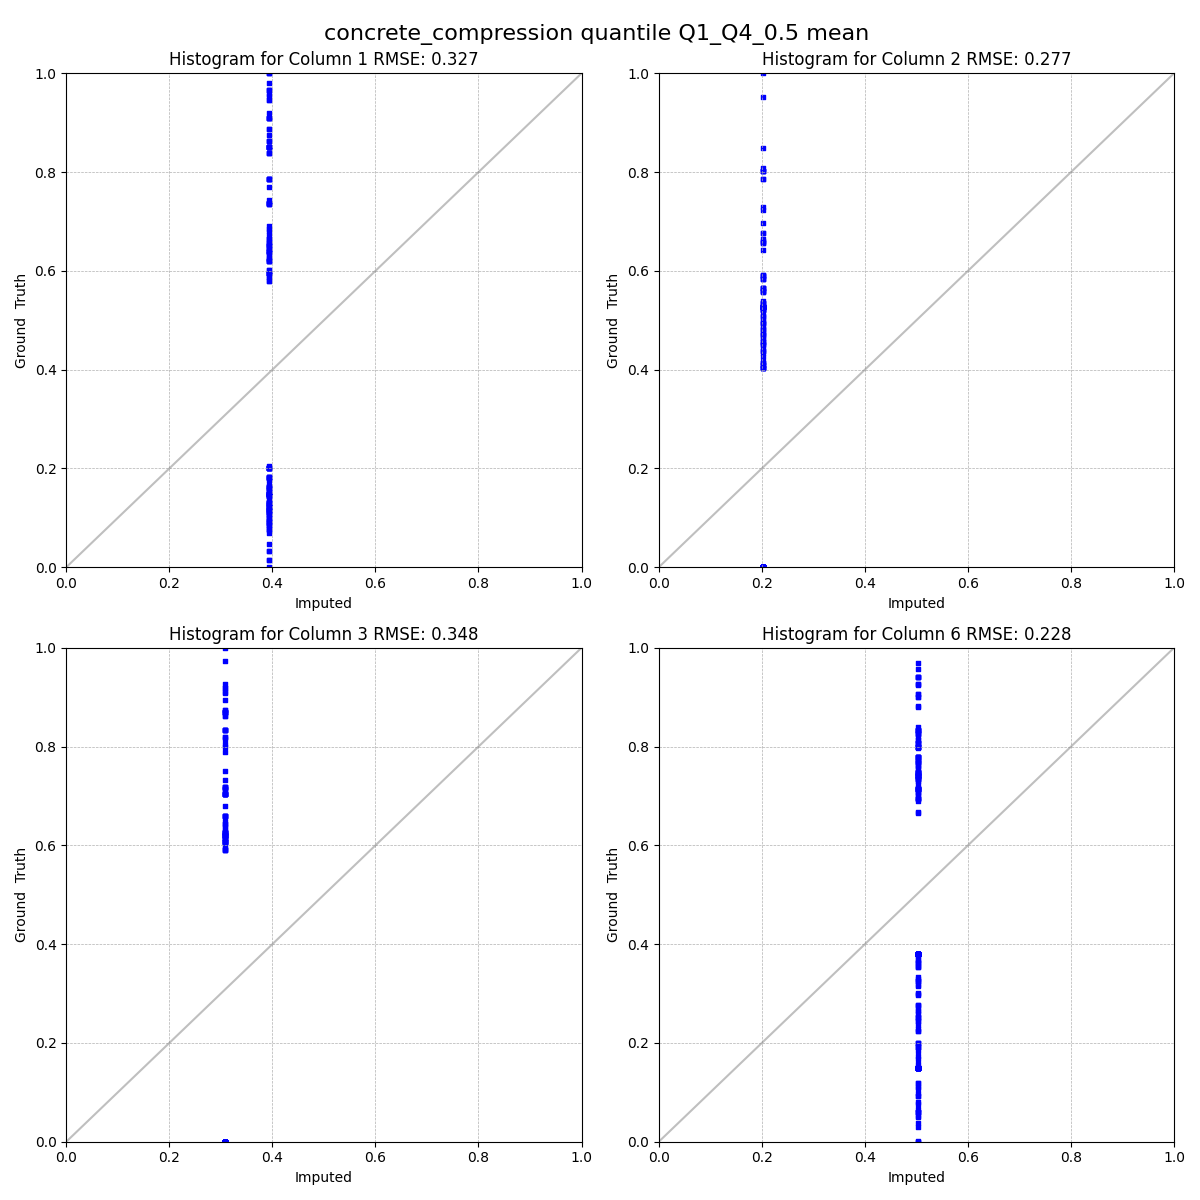 concrete_compression quantile Q1_Q4_0.5 mean
Histogram for Column 1 RMSE: 0.327
Histogram for Column 2 RMSE: 0.277
1.0
0.8
0.6
0.4
0.2
0.0
Ground Truth
0.0 0.2 0.4 0.6 0.8 1.0
Imputed
1.0
0.8
0.6
0.4
0.2
0.0
Ground Truth
0.0 0.2 0.4 0.6 0.8 1.0
Imputed
Histogram for Column 3 RMSE: 0.348
Histogram for Column 6 RMSE: 0.228
1.0
0.8
0.6
0.4
0.2
0.0
Ground Truth
0.0 0.2 0.4 0.6 0.8 1.0
Imputed
1.0
0.8
0.6
0.4
0.2
0.0
Ground Truth
0.0 0.2 0.4 0.6 0.8 1.0
Imputed